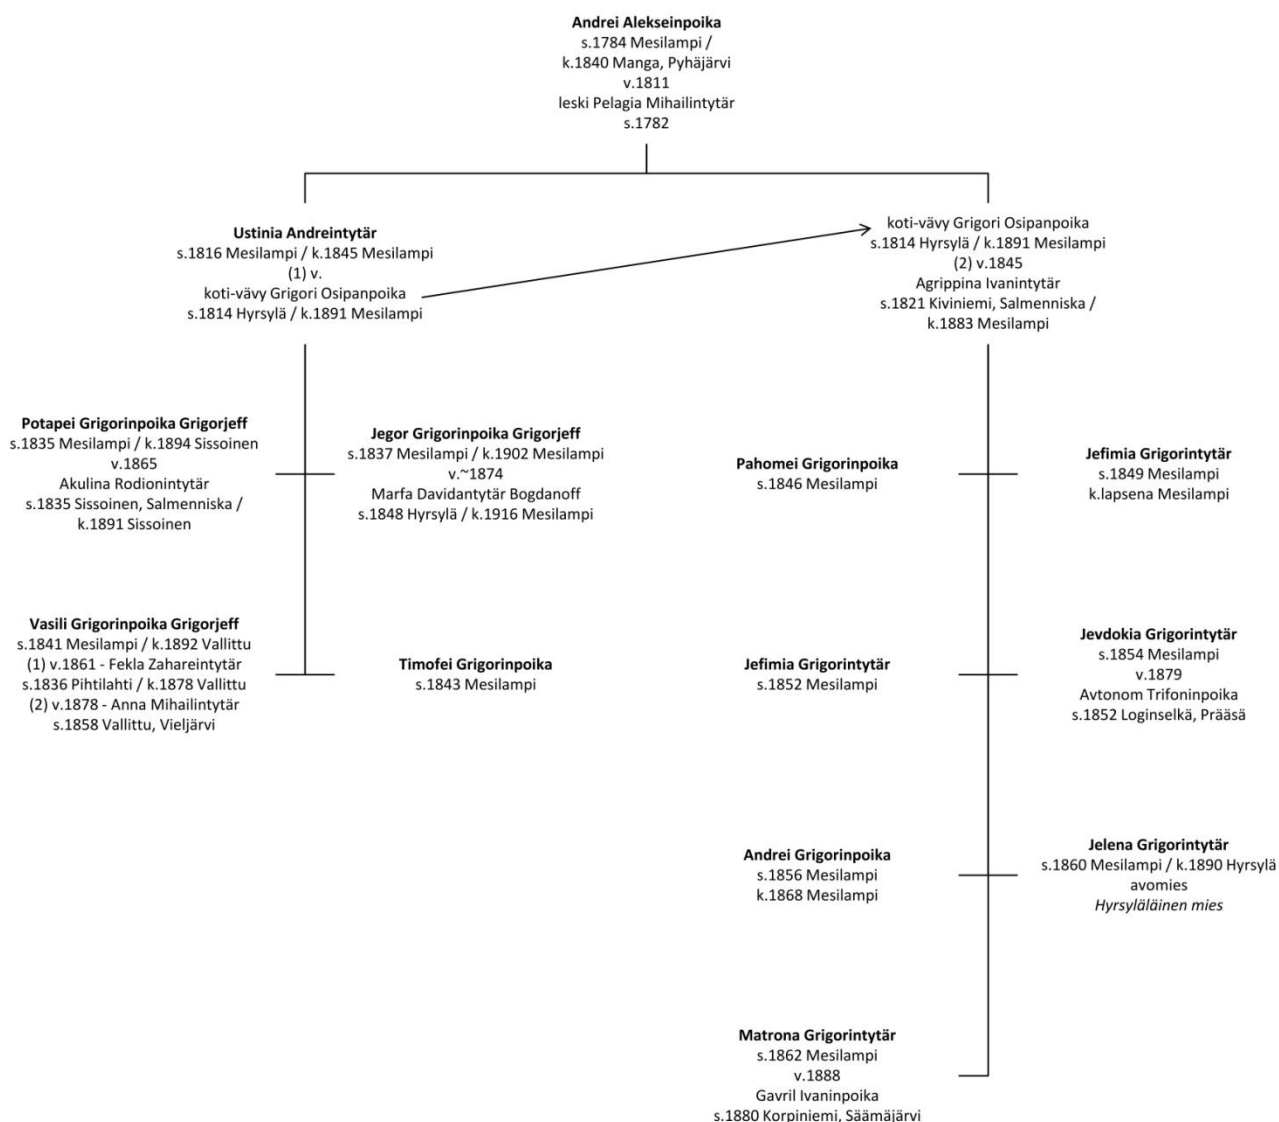 Andrei Alekseinpoika
s.1784 Mesilampi /
k.1840 Manga, Pyhäjärvi
v.1811
leski Pelagia Mihailintytär
s.1782
Ustinia Andreintytär
s.1816 Mesilampi / k.1845 Mesilampi
(1) v.
koti-vävy Grigori Osipanpoika
s.1814 Hyrsylä / k.1891 Mesilampi
koti-vävy Grigori Osipanpoika
s.1814 Hyrsylä / k.1891 Mesilampi
(2) v.1845
Agrippina Ivanintytär
s.1821 Kiviniemi, Salmenniska /
k.1883 Mesilampi
Potapei Grigorinpoika Grigorjeff
s.1835 Mesilampi / k.1894 Sissoinen
v.1865
Akulina Rodionintytär
s.1835 Sissoinen, Salmenniska /
k.1891 Sissoinen
Jegor Grigorinpoika Grigorjeff
s.1837 Mesilampi / k.1902 Mesilampi
v.~1874
Marfa Davidantytär Bogdanoff
s.1848 Hyrsylä / k.1916 Mesilampi
Pahomei Grigorinpoika
s.1846 Mesilampi
Jefimia Grigorintytär
s.1849 Mesilampi
k.lapsena Mesilampi
Vasili Grigorinpoika Grigorjeff
s.1841 Mesilampi / k.1892 Vallittu
(1) v.1861 - Fekla Zahareintytär
s.1836 Pihtilahti / k.1878 Vallittu
(2) v.1878 - Anna Mihailintytär
s.1858 Vallittu, Vieljärvi
Timofei Grigorinpoika
s.1843 Mesilampi
Jefimia Grigorintytär
s.1852 Mesilampi
Jevdokia Grigorintytär
s.1854 Mesilampi
v.1879
Avtonom Trifoninpoika
s.1852 Loginselkä, Prääsä
Andrei Grigorinpoika
s.1856 Mesilampi
k.1868 Mesilampi
Jelena Grigorintytär
s.1860 Mesilampi / k.1890 Hyrsylä
avomies
Hyrsyläläinen mies
Matrona Grigorintytär
s.1862 Mesilampi
v.1888
Gavril Ivaninpoika
s.1880 Korpiniemi, Säämäjärvi